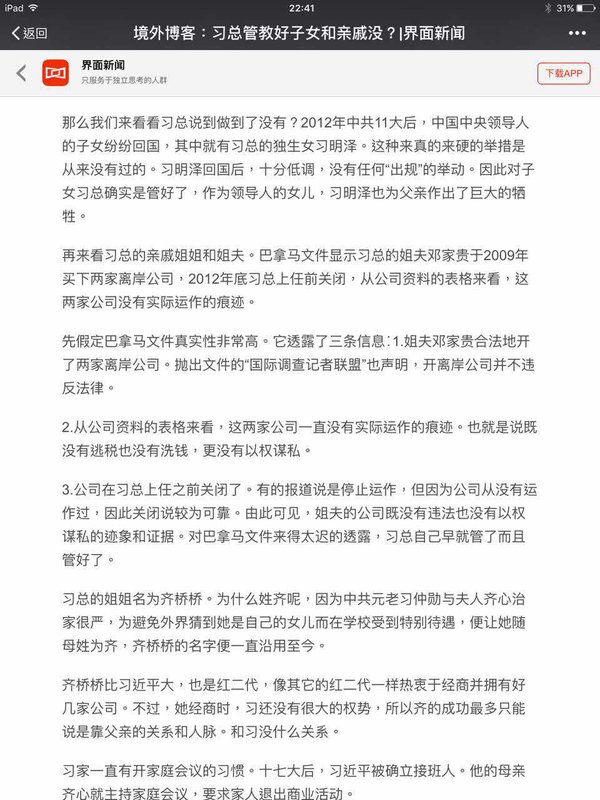 iPad
22:41
31%
返回
境外博客：习总管教好子女和亲戚没？|界面新闻
界面新闻
只服务于独立思考的人群
下载APP
那么我们来看看习总说到做到了没有？2012年中共11大后，中国中央领导人
的子女纷纷回国，其中就有习总的独生女习明泽。这种来真的来硬的举措是
从来没有过的。习明泽回国后，十分低调，没有任何“出规”的举动。因此对子
女习总确实是管好了，作为领导人的女儿，习明泽也为父亲作出了巨大的牺
牲。
再来看习总的亲戚姐姐和姐夫。巴拿马文件显示习总的姐夫邓家贵于2009年
买下两家离岸公司，2012年底习总上任前关闭，从公司资料的表格来看，这
两家公司没有实际运作的痕迹。
先假定巴拿马文件真实性非常高。它透露了三条信息：1.姐夫邓家贵合法地开
了两家离岸公司。抛出文件的“国际调查记者联盟”也声明，开离岸公司并不违
反法律。
2.从公司资料的表格来看，这两家公司一直没有实际运作的痕迹。也就是说既
没有逃税也没有洗钱，更没有以权谋私。
3.公司在习总上任之前关闭了。有的报道说是停止运作，但因为公司从没有运
作过，因此关闭说较为可靠。由此可见，姐夫的公司既没有违法也没有以权
谋私的迹象和证据。对巴拿马文件来得太迟的透露，习总自己早就管了而且
管好了。
习总的姐姐名为齐桥桥。为什么姓齐呢，因为中共元老习仲勋与夫人齐心治
家很严，为避免外界猜到她是自己的女儿而在学校受到特别待遇，便让她随
母姓为齐，齐桥桥的名字便一直沿用至今。
齐桥桥比习近平大，也是红二代，像其它的红二代一样热衷于经商并拥有好
几家公司。不过，她经商时，习还没有很大的权势，所以齐的成功最多只能
说是靠父亲的关系和人脉。和习没什么关系。
习家一直有开家庭会议的习惯。十七大后，习近平被确立接班人。他的母亲
齐心就主持家庭会议，要求家人退出商业活动。